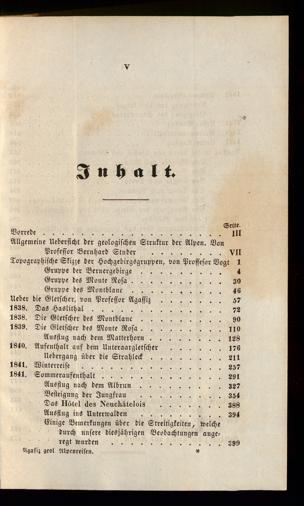 V
Inhalt.
Seite.
Vorrede . . . . . . . . . . . . . . . . III
Allgemeine Uebersicht der geologischen Struktur der Alpen. Von
Professor Bernhard Studer . . . . . . . . . VII
Topographische Skizze der Hochgebirgsgruppen, von Professor Vogt 1
Gruppe der Bernergebirge . . . . . . . . . 4
Gruppe des Monte Rosa . . . . . . . . . . 30
Gruppe des Montblanc . . . . . . . . . . 46
Ueber die Gletscher, von Professor Agassiz . . . . . . 57
1838. Das Haslithal . . . . . . . . . . . . 72
1838. Die Gletscher des Montblanc . . . . . . . . 90
1839. Die Gletscher des Monte Rosa . . . . . . . . 110
Ausflug nach dem Matterhorn . . . . . . . 128
1840. Aufenthalt auf dem Unteraargletscher . . . . . . 176
Uebergang über die Strahleck . . . . . . . 211
1841. Winterreise . . . . . . . . . . . . . 257
1841. Sommeraufenthalt . . . . . . . . . . . 291
Ausflug nach dem Albrun . . . . . . . . . 327
Besteigung der Jungfrau . . . . . . . . . 354
Das Hôtel des Neuchâtelois . . . . . . . . 388
Ausflug ins Unterwalden . . . . . . . . . 394
Einige Bemerkungen über die Streitigkeiten, welche
durch unsere diesjährigen Beobachtungen ange-
regt wurden . . . . . . . . . . . . 399
Agassiz geol. Alpenreisen. *